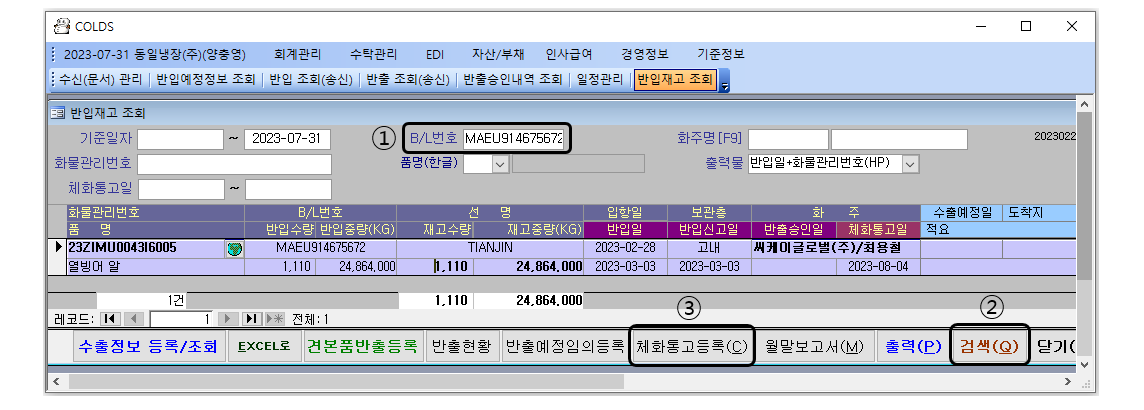 COLDS
2023-07-31 동일냉장(주)(양충영) 회계관리 수탁관리 EDI 자산/부채 인사급여 경영정보 기준정보
수신(문서) 관리 반입예정정보 조회 반입 조회(송신) 반출 조회(송신) 반출승인내역 조회 일정관리 반입재고 조회
반입재고 조회
기준일자 ~ 2023-07-31 ① B/L번호 MAEU914675672 화주명[F9] 2023022
화물관리번호 품명(한글) 출력물 반입일+화물관리번호(HP)
체화통고일 ~
화물관리번호 B/L번호 선 명 입항일 보관층 화 주 수출예정일 도착지
품 명 반입수량 반입중량(KG) 재고수량 재고중량(KG) 반입일 반입신고일 반출승인일 체화통고일 적요
23ZIMU0043I6005 MAEU914675672 TIANJIN 2023-02-28 고내 씨케이글로벌(주)/최용철
열빙어 알 1,110 24,864,000 1,110 24,864,000 2023-03-03 2023-03-03 2023-08-04
1건 1,110 24,864,000
레코드: 1 전체:1
③ ②
수출정보 등록/조회 EXCEL로 견본품반출등록 반출현황 반출예정임의등록 체화통고등록(C) 월말보고서(M) 출력(P) 검색(Q) 닫기(